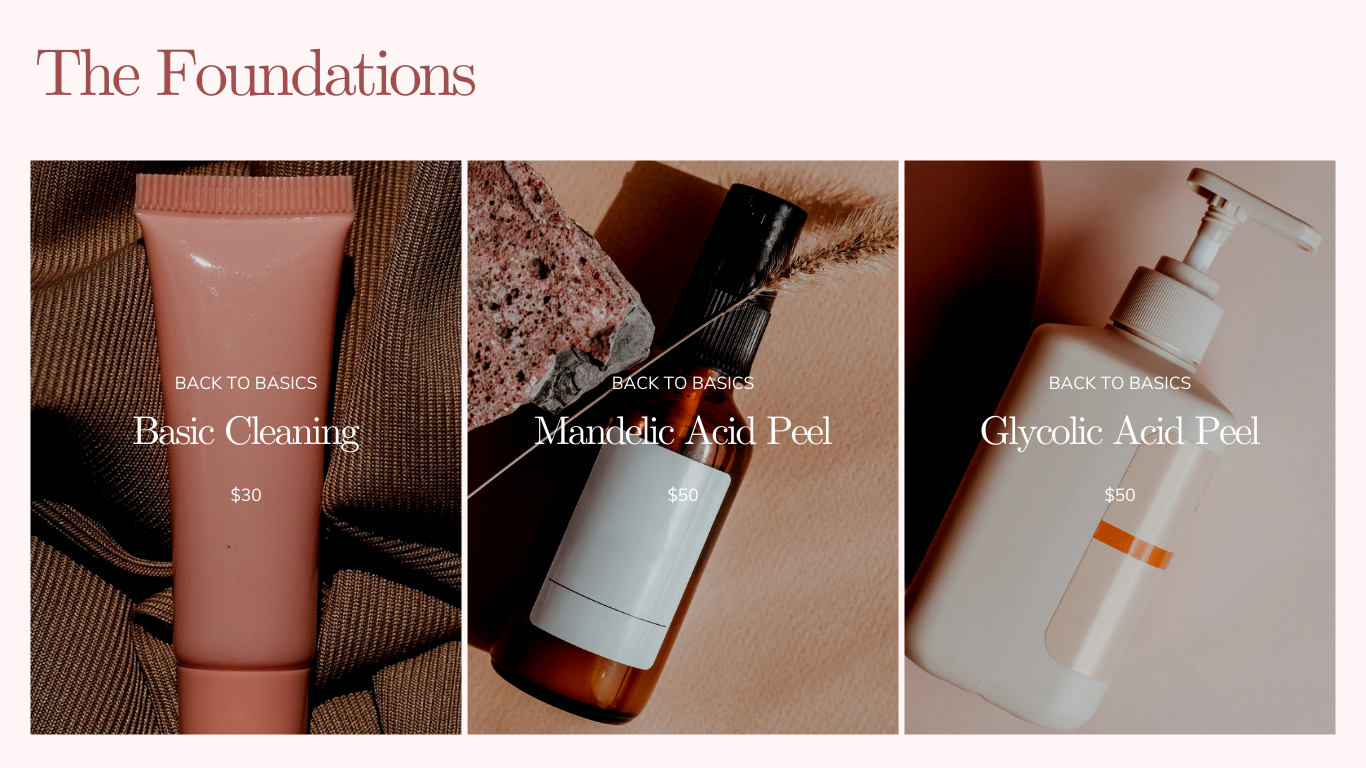 The Foundations
BACK TO BASICS
Basic Cleaning
$30
BACK TO BASICS
Mandelic Acid Peel
$50
BACK TO BASICS
Glycolic Acid Peel
$50